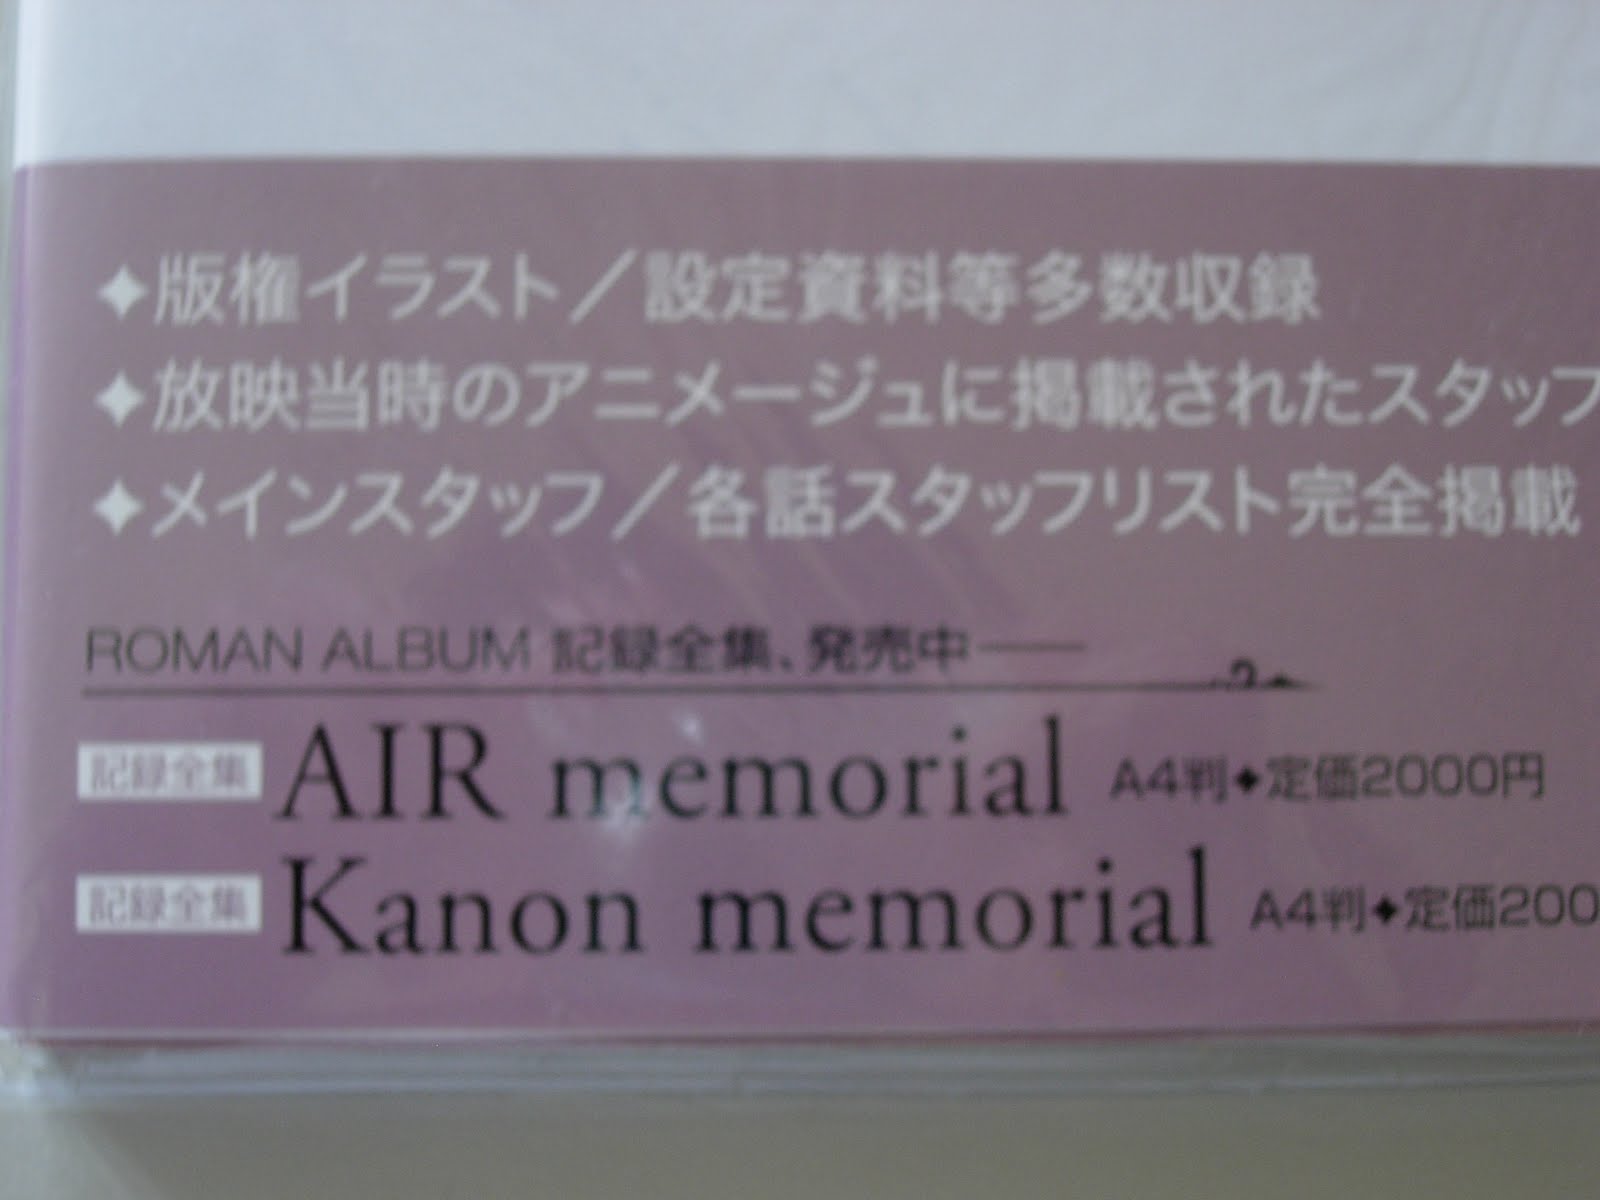 ✦版権イラスト／設定資料等多数収録
✦放映当時のアニメージュに掲載されたスタッフ
✦メインスタッフ／各話スタッフリスト完全掲載
ROMAN ALBUM 記録全集、発売中——
記録全集 AIR memorial A4判◆定価2000円
記録全集 Kanon memorial A4判◆定価200